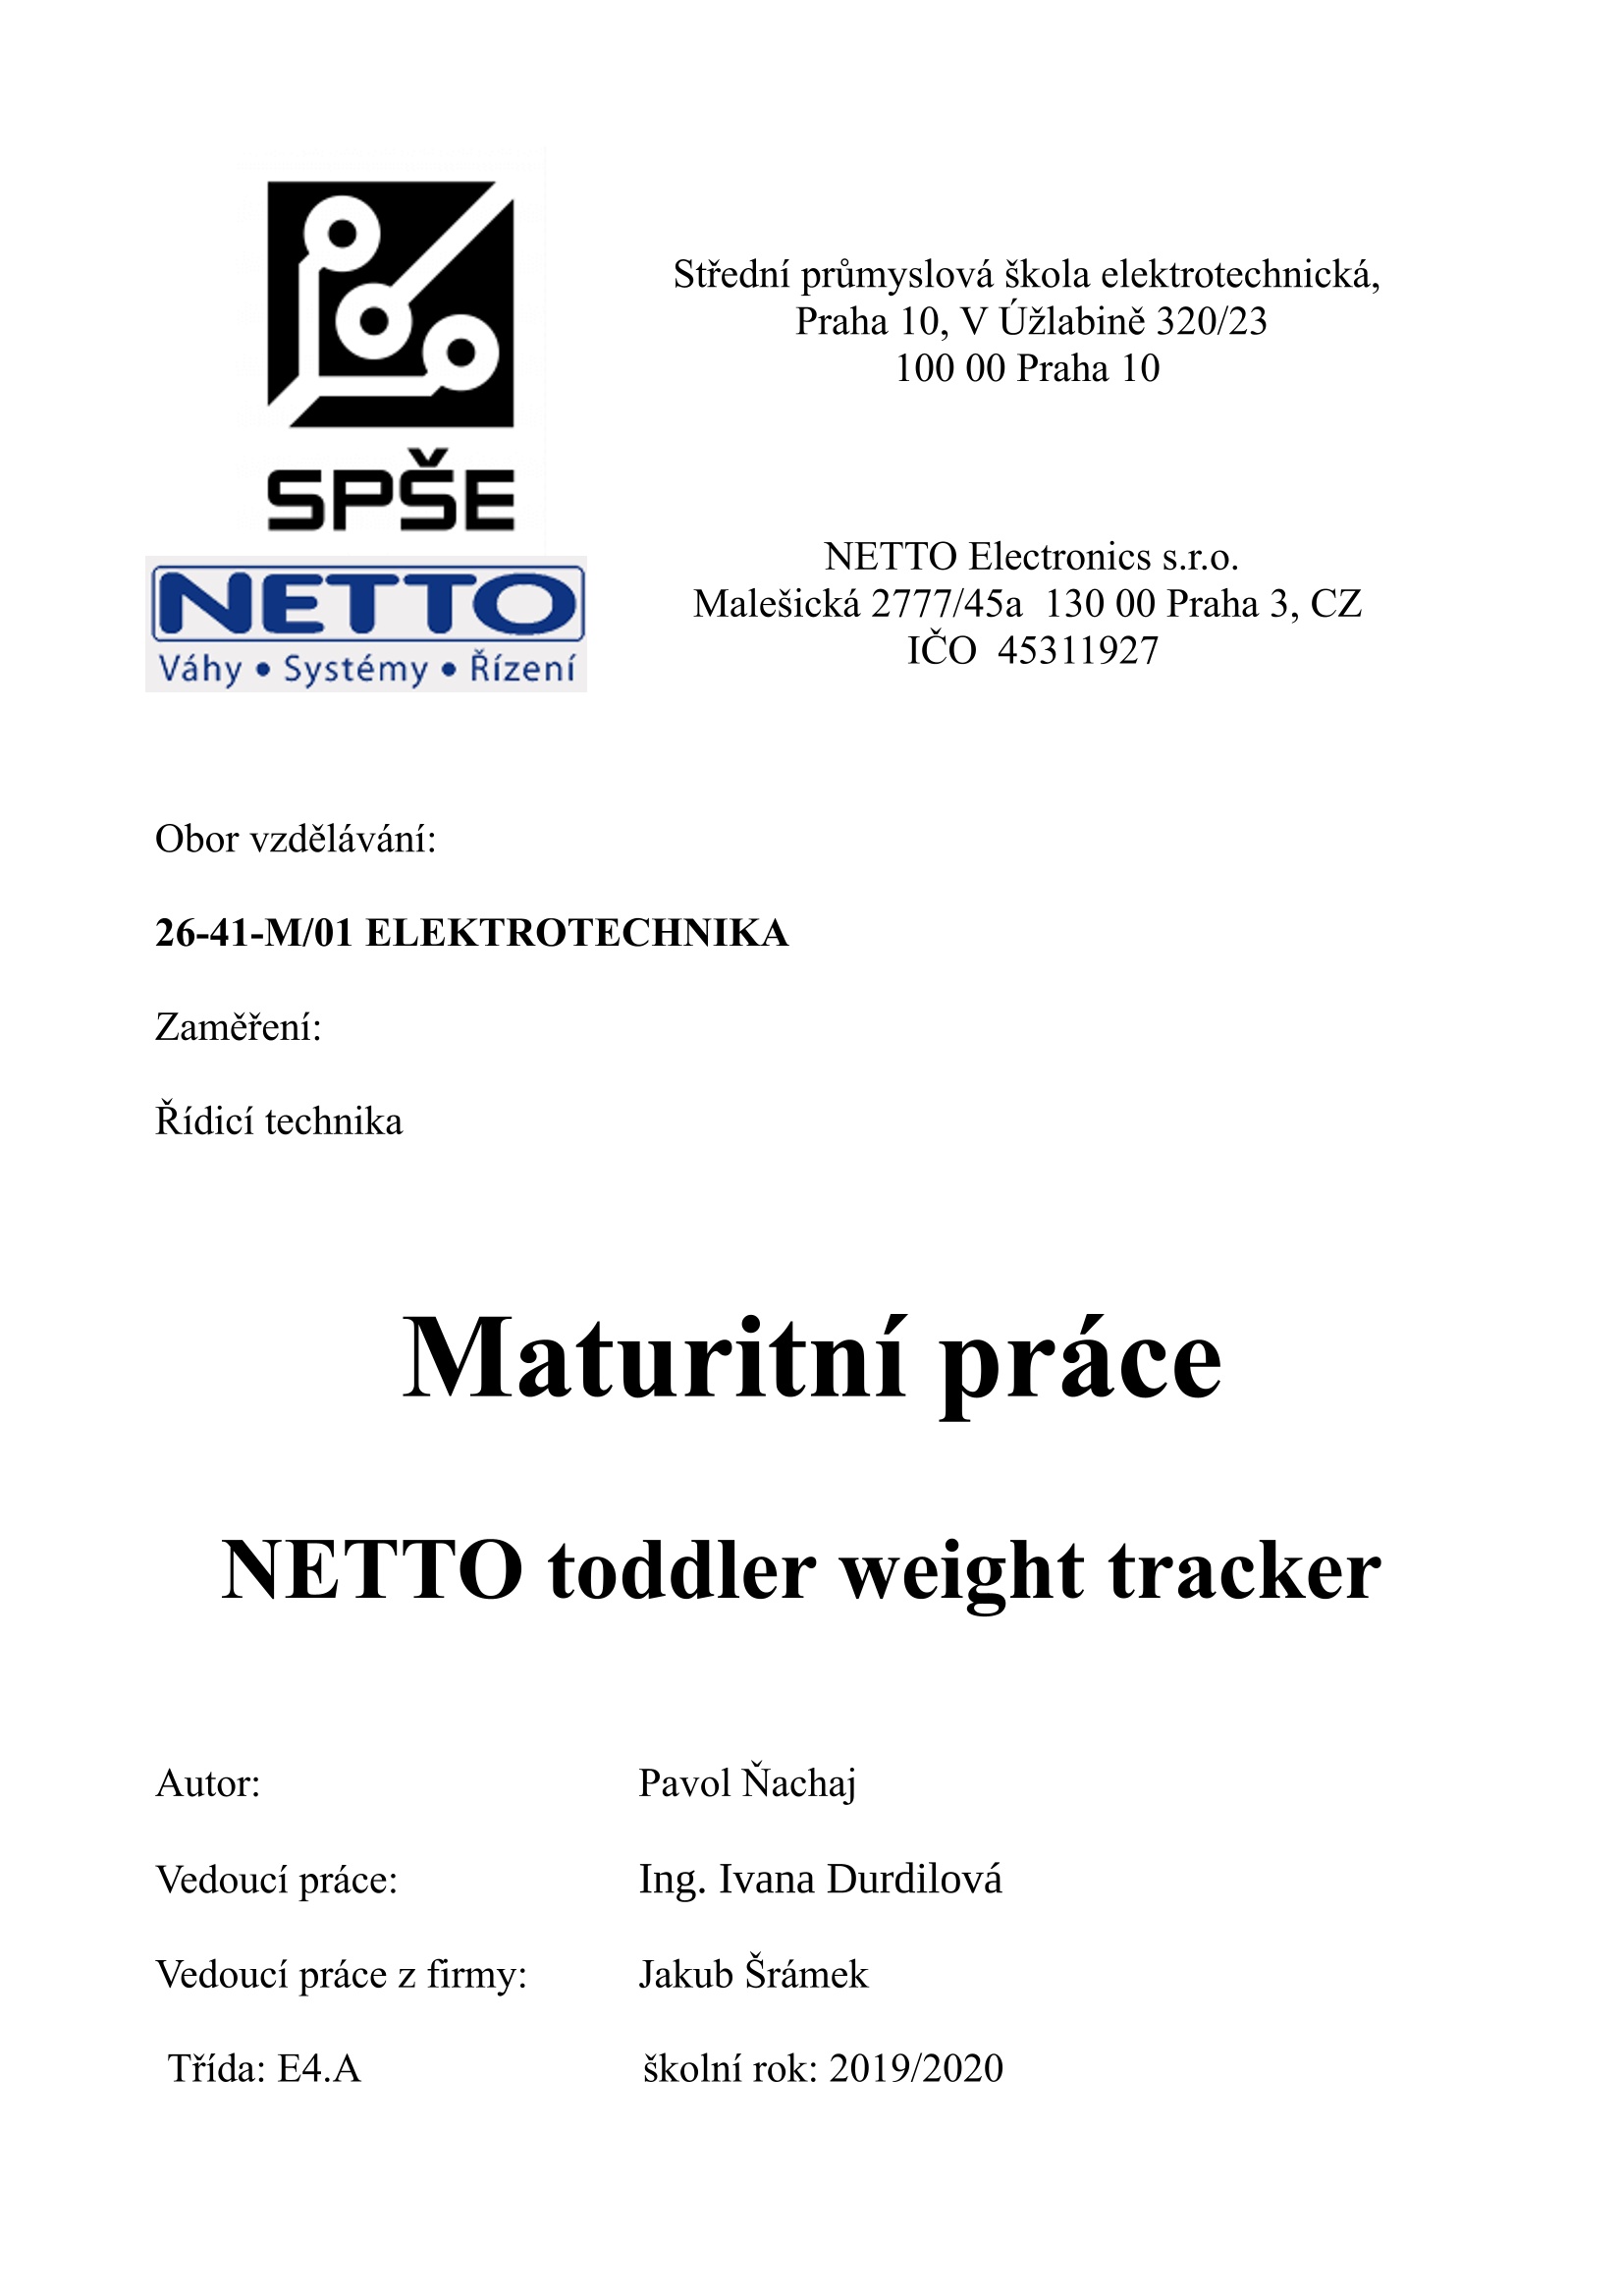 SPŠE
NETTO
Váhy • Systémy • Řízení
Střední průmyslová škola elektrotechnická,
Praha 10, V Úžlabině 320/23
100 00 Praha 10
NETTO Electronics s.r.o.
Malešická 2777/45a  130 00 Praha 3, CZ
IČO  45311927
Obor vzdělávání:
26-41-M/01 ELEKTROTECHNIKA
Zaměření:
Řídicí technika
Maturitní práce
NETTO toddler weight tracker
Autor: Pavol Ňachaj
Vedoucí práce: Ing. Ivana Durdilová
Vedoucí práce z firmy: Jakub Šrámek
Třída: E4.A školní rok: 2019/2020